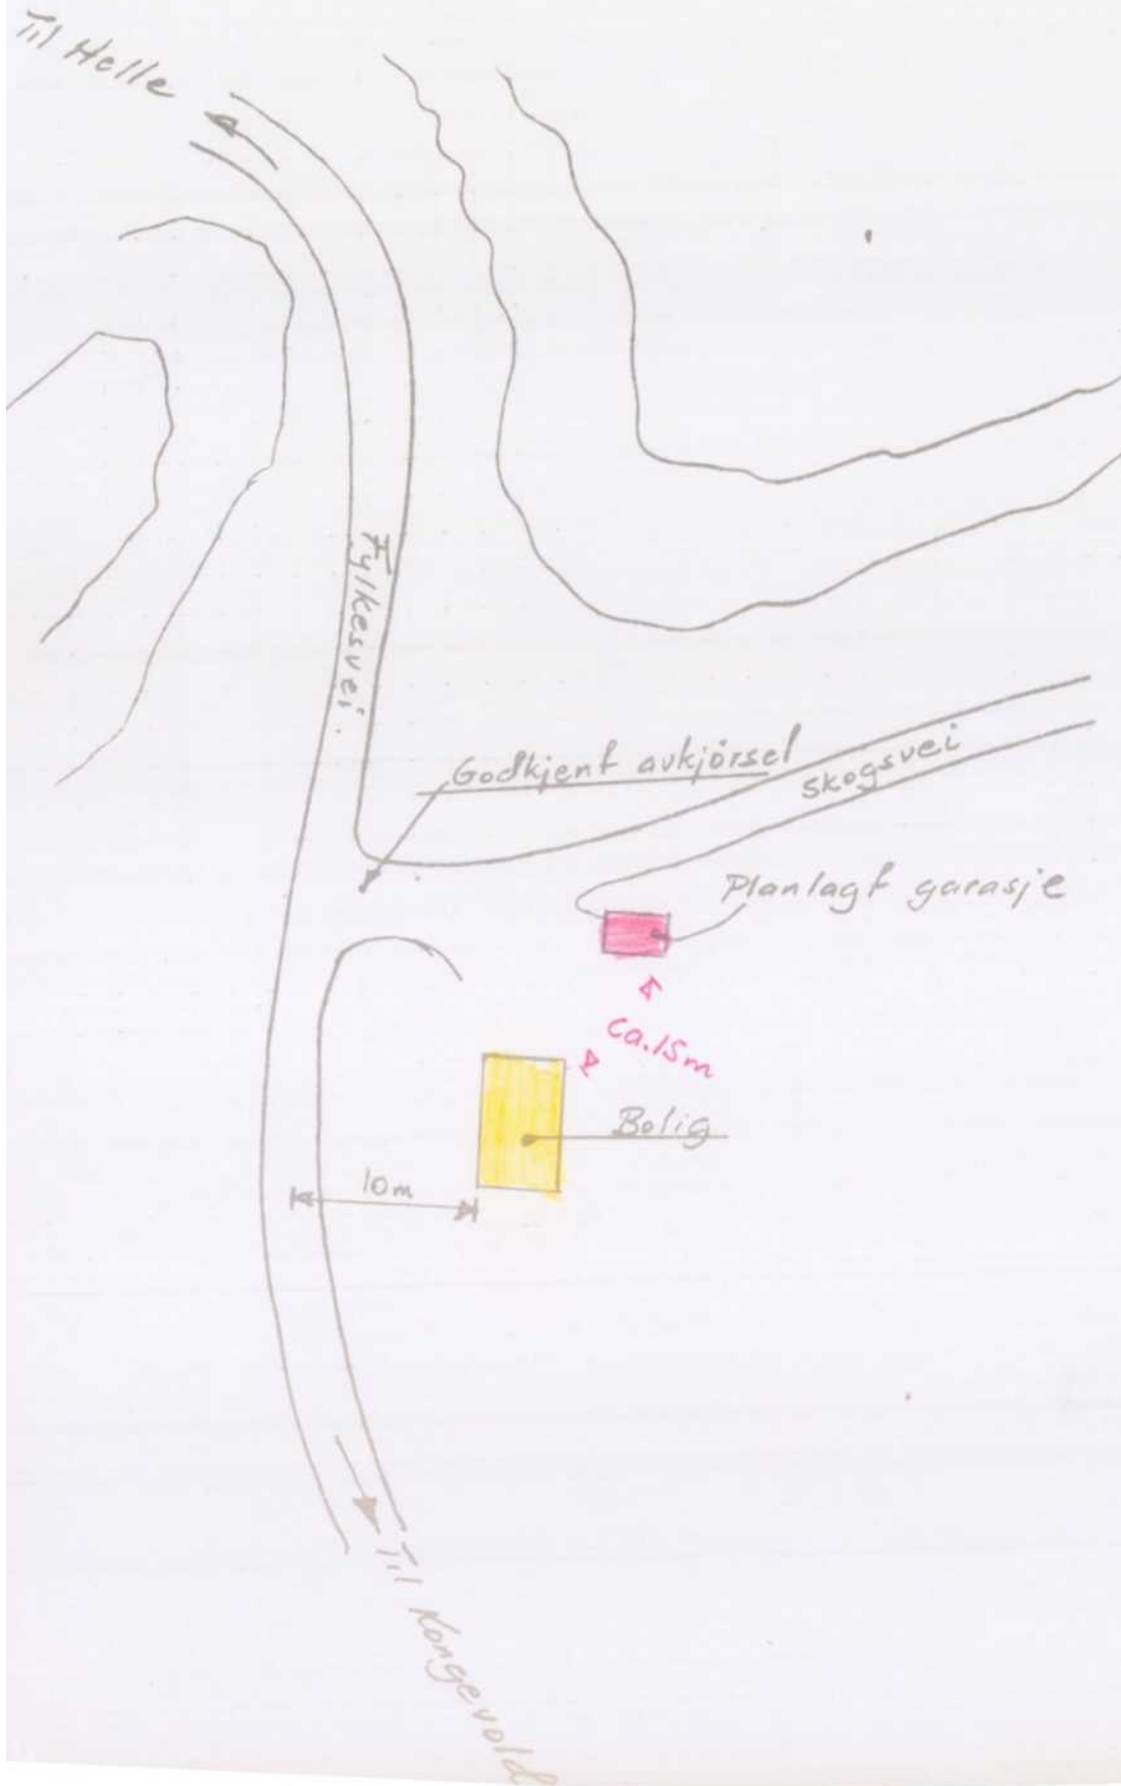 Til Helle
Fylkesvei.
Godkjent avkjörsel
skogsvei
Planlagt garasje
ca.15m
Bolig
10m
Til Kongevold